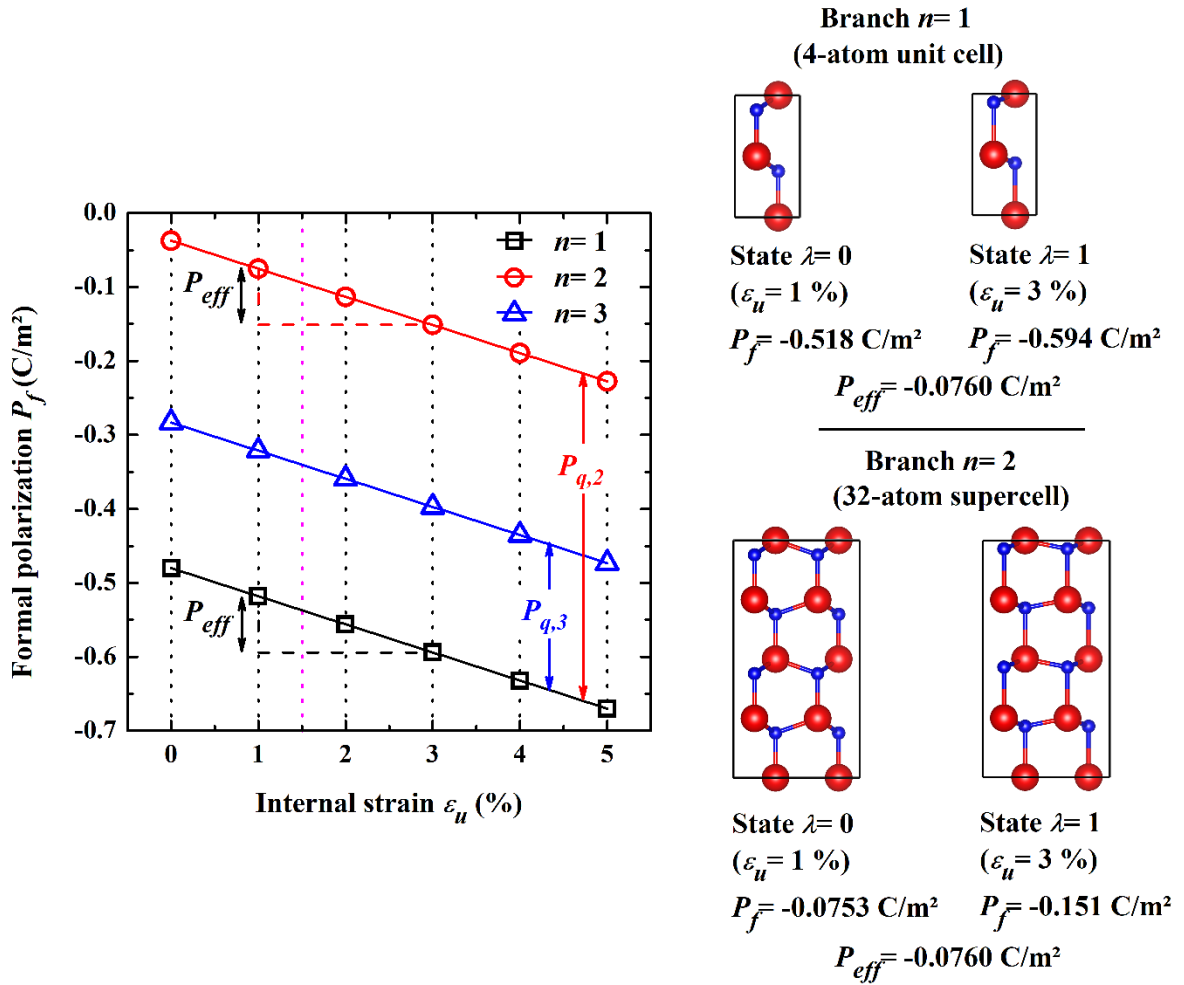 0.0
-0.1
-0.2
-0.3
-0.4
-0.5
-0.6
-0.7
Formal polarization P_f (C/m²)
0 1 2 3 4 5
Internal strain ε_u (%)
n= 1
n= 2
n= 3
P_eff
P_eff
P_q,2
P_q,3
Branch n= 1
(4-atom unit cell)
State λ= 0 State λ= 1
(ε_u= 1 %) (ε_u= 3 %)
P_f= -0.518 C/m² P_f= -0.594 C/m²
P_eff= -0.0760 C/m²
Branch n= 2
(32-atom supercell)
State λ= 0 State λ= 1
(ε_u= 1 %) (ε_u= 3 %)
P_f= -0.0753 C/m² P_f= -0.151 C/m²
P_eff= -0.0760 C/m²